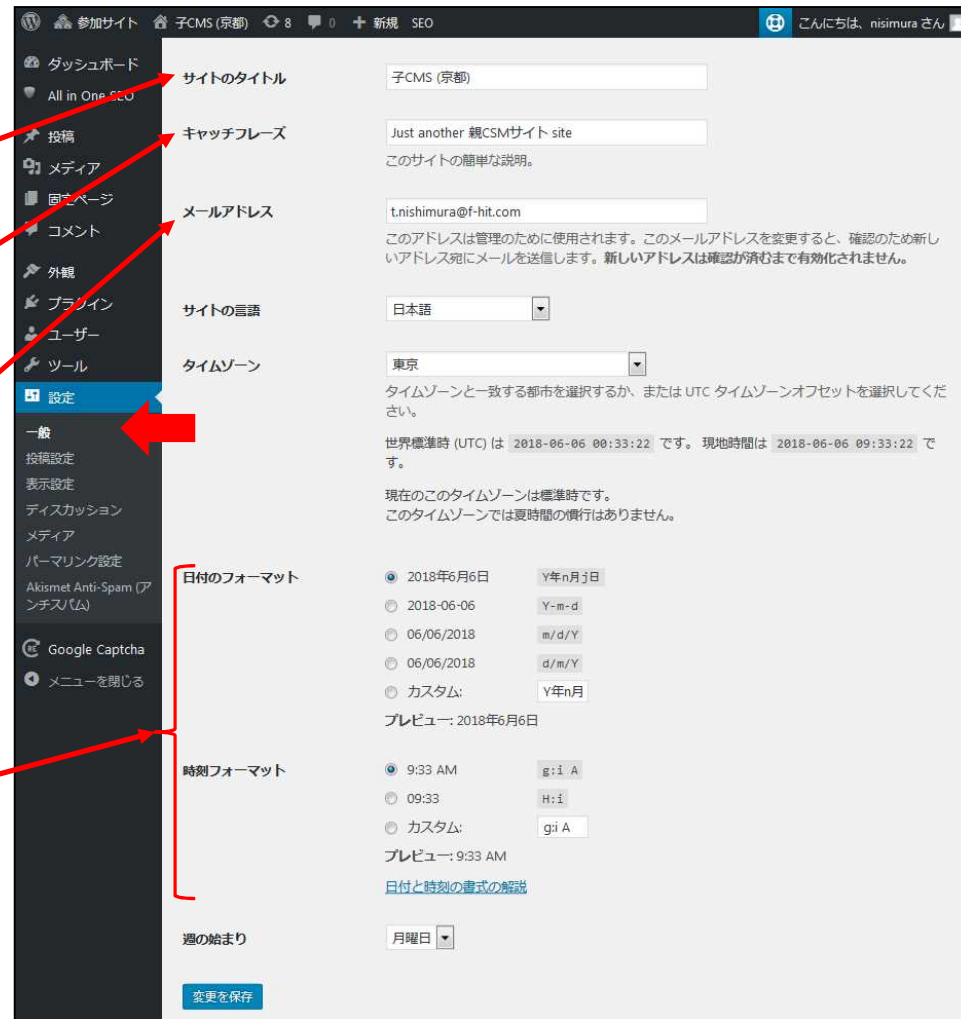 参加サイト 子CMS (京都) 8 0 新規 SEO こんにちは、nisimura さん
ダッシュボード
All in One SEO
投稿
メディア
固定ページ
コメント
外観
プラグイン
ユーザー
ツール
設定
一般
投稿設定
表示設定
ディスカッション
メディア
パーマリンク設定
Akismet Anti-Spam (ア
ンチスパム)
Google Captcha
メニューを閉じる
サイトのタイトル 子CMS (京都)
キャッチフレーズ Just another 親CSMサイト site
このサイトの簡単な説明。
メールアドレス t.nishimura@f-hit.com
このアドレスは管理のために使用されます。このメールアドレスを変更すると、確認のため新し
いアドレス宛にメールを送信します。新しいアドレスは確認が済むまで有効化されません。
サイトの言語 日本語
タイムゾーン 東京
タイムゾーンと一致する都市を選択するか、または UTC タイムゾーンオフセットを選択してくだ
さい。
世界標準時 (UTC) は 2018-06-06 00:33:22 です。 現地時間は 2018-06-06 09:33:22 で
す。
現在のこのタイムゾーンは標準時です。
このタイムゾーンでは夏時間の慣行はありません。
日付のフォーマット 2018年6月6日 Y年n月j日
2018-06-06 Y-m-d
06/06/2018 m/d/Y
06/06/2018 d/m/Y
カスタム: Y年n月
プレビュー: 2018年6月6日
時刻フォーマット 9:33 AM g:i A
09:33 H:i
カスタム: g:i A
プレビュー: 9:33 AM
日付と時刻の書式の解説
週の始まり 月曜日
変更を保存